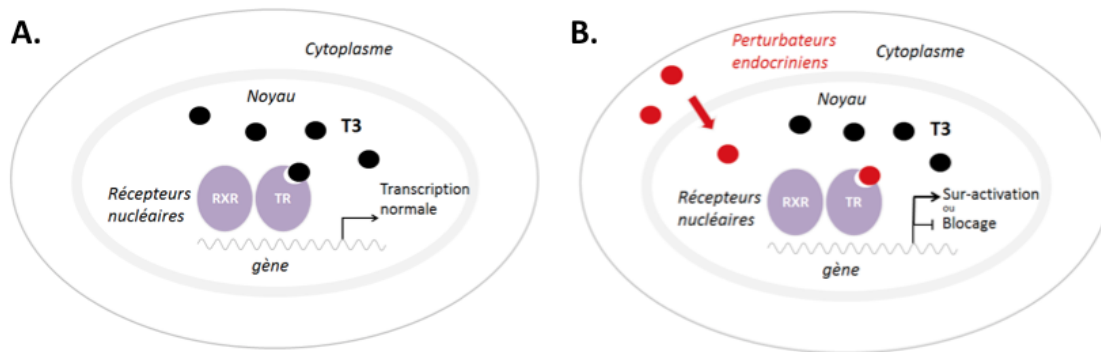 A.
Cytoplasme
Noyau
T3
Récepteurs
nucléaires
RXR
TR
Transcription
normale
gène
B.
Perturbateurs
endocriniens
Cytoplasme
Noyau
T3
Récepteurs
nucléaires
RXR
TR
Sur-activation
ou
Blocage
gène